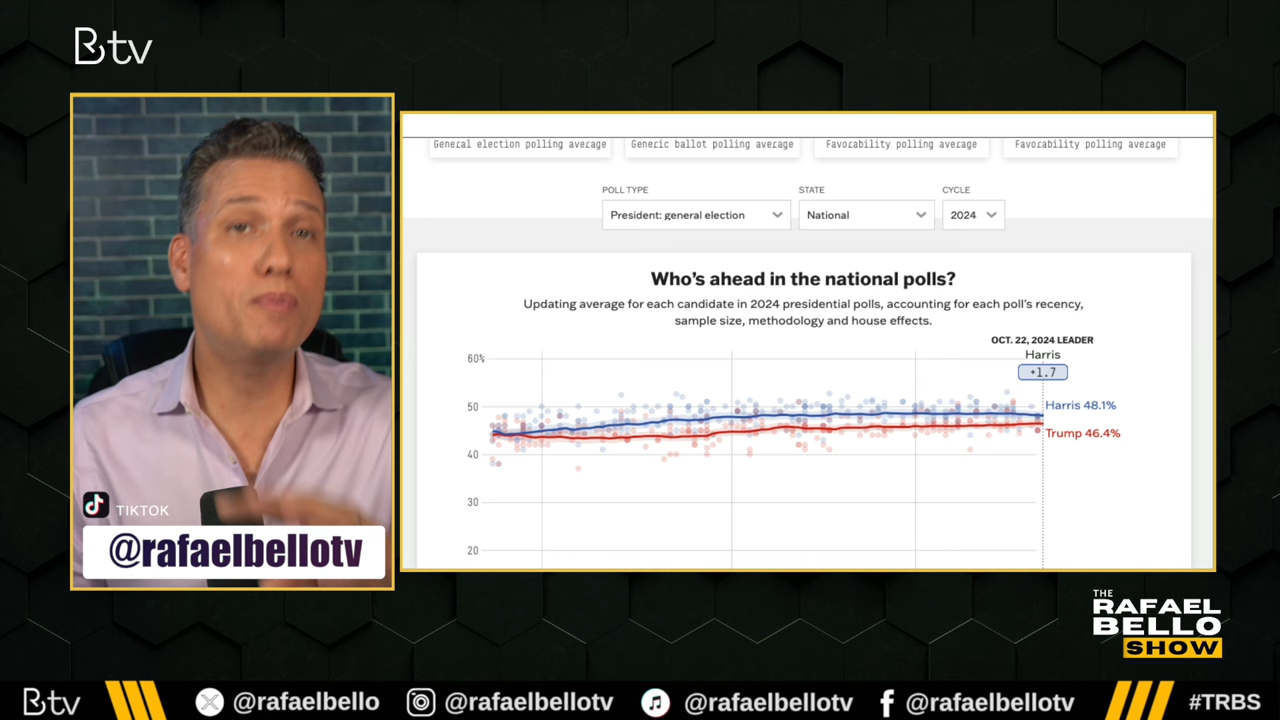 Btv
TIKTOK
@rafaelbellotv
General election polling average
Generic ballot polling average
Favorability polling average
Favorability polling average
POLL TYPE
STATE
CYCLE
President: general election
National
2024
Who's ahead in the national polls?
Updating average for each candidate in 2024 presidential polls, accounting for each poll's recency,
sample size, methodology and house effects.
OCT. 22, 2024 LEADER
Harris
+1.7
60%
50
40
30
20
Harris 48.1%
Trump 46.4%
THE
RAFAEL
BELLO
SHOW
Btv
@rafaelbello
@rafaelbellotv
@rafaelbellotv
@rafaelbellotv
#TRBS